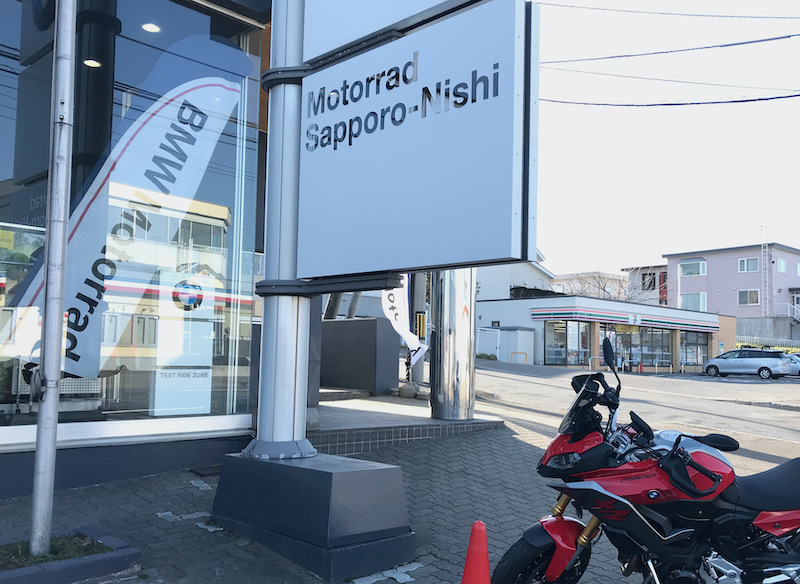 Motorrad
Sapporo-Nishi
BMW Motorrad
TEST RIDE ZONE